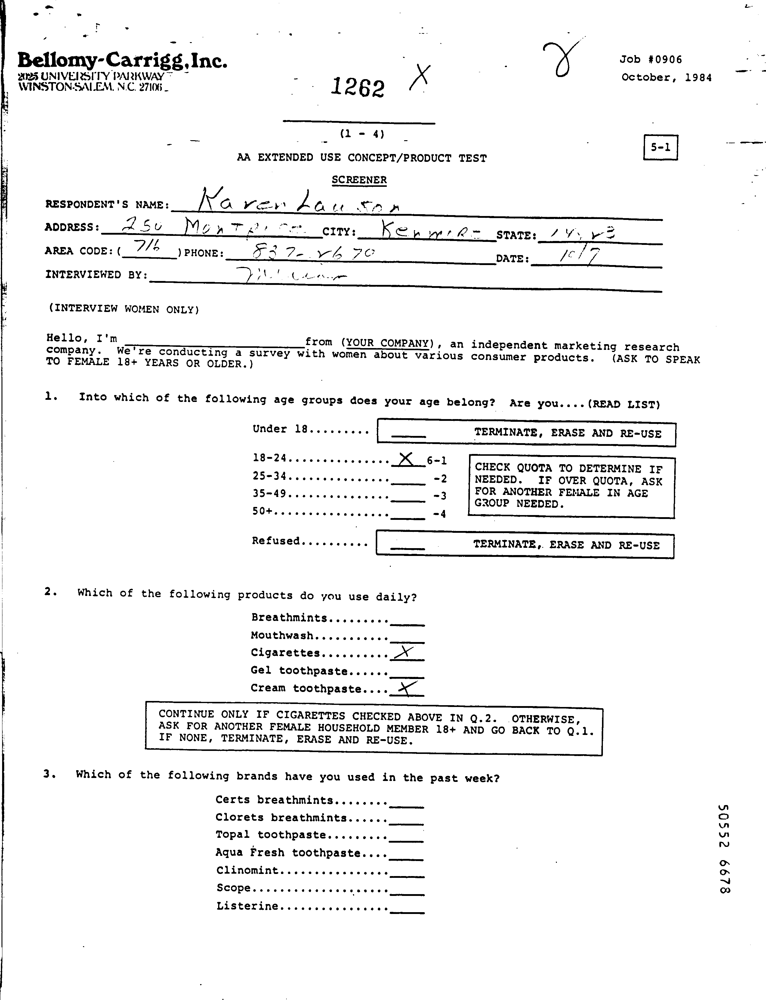 Bellomy-Carrigg, Inc.
2025 UNIVERSITY PARKWAY
WINSTON-SALEM, N.C. 27106
Job #0906
October, 1984
1262 X
(1 - 4)
5-1
AA EXTENDED USE CONCEPT/PRODUCT TEST
SCREENER
RESPONDENT'S NAME: Karen Lawson
ADDRESS: 250 CITY: Kenmore STATE:
AREA CODE: ( 716 ) PHONE: 837- DATE: 10/7
INTERVIEWED BY:
(INTERVIEW WOMEN ONLY)
Hello, I'm ____________ from (YOUR COMPANY), an independent marketing research
company. We're conducting a survey with women about various consumer products. (ASK TO SPEAK
TO FEMALE 18+ YEARS OR OLDER.)
1. Into which of the following age groups does your age belong? Are you....(READ LIST)
Under 18......... ____ TERMINATE, ERASE AND RE-USE
18-24............... X 6-1
25-34............... ____ -2
35-49............... ____ -3
50+................. ____ -4
CHECK QUOTA TO DETERMINE IF
NEEDED. IF OVER QUOTA, ASK
FOR ANOTHER FEMALE IN AGE
GROUP NEEDED.
Refused.......... ____ TERMINATE, ERASE AND RE-USE
2. Which of the following products do you use daily?
Breathmints......... ____
Mouthwash........... ____
Cigarettes.......... X
Gel toothpaste...... ____
Cream toothpaste.... X
CONTINUE ONLY IF CIGARETTES CHECKED ABOVE IN Q.2. OTHERWISE,
ASK FOR ANOTHER FEMALE HOUSEHOLD MEMBER 18+ AND GO BACK TO Q.1.
IF NONE, TERMINATE, ERASE AND RE-USE.
3. Which of the following brands have you used in the past week?
Certs breathmints........ ____
Clorets breathmints...... ____
Topal toothpaste......... ____
Aqua Fresh toothpaste.... ____
Clinomint................ ____
Scope.................... ____
Listerine................ ____
50552 6678